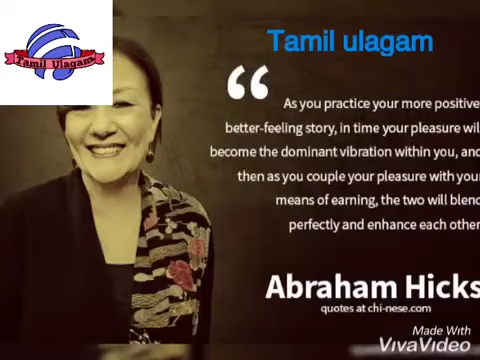 Tamil Ulagam
Tamil ulagam
“
As you practice your more positive
better-feeling story, in time your pleasure wil
become the dominant vibration within you, and
then as you couple your pleasure with your
means of earning, the two will blend
perfectly and enhance each other
Abraham Hicks
quotes at chi-nese.com
Made With
VivaVideo